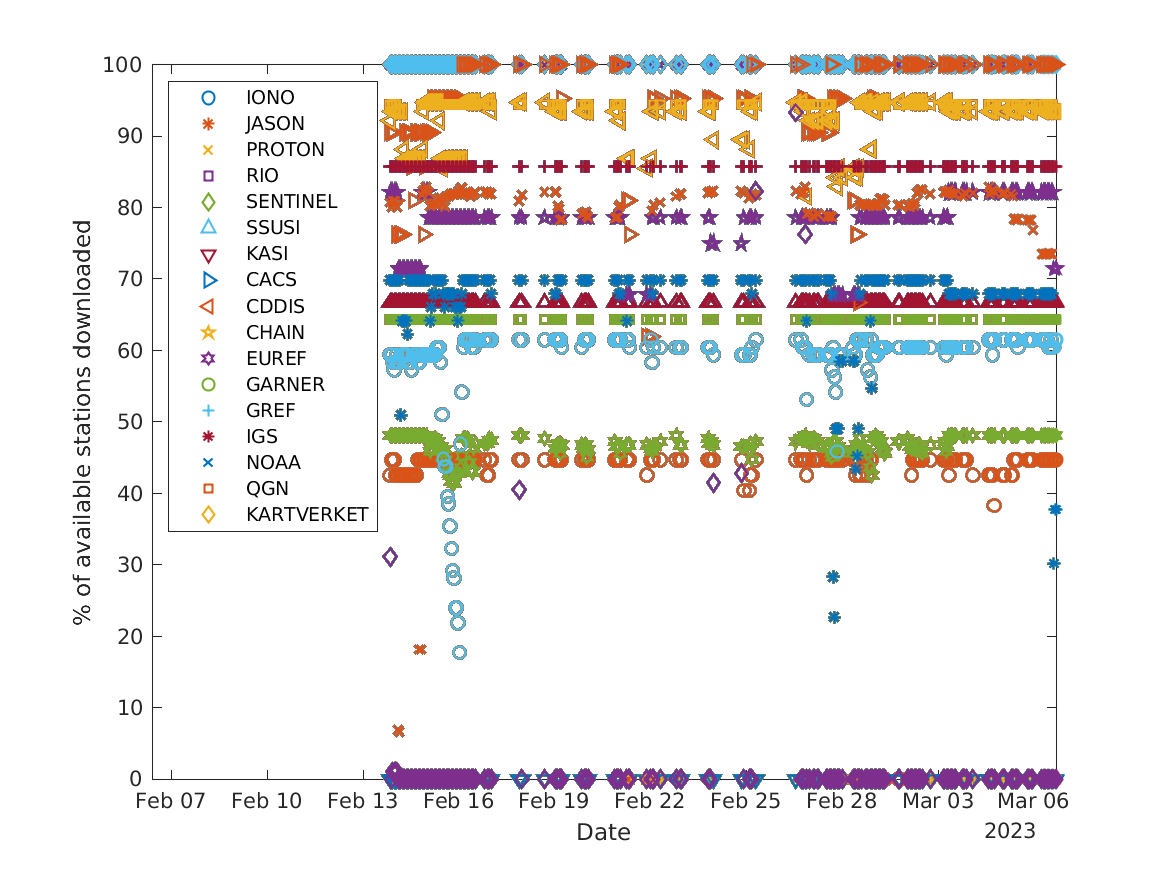 100
90
80
70
60
50
40
30
20
10
0
% of available stations downloaded
IONO
JASON
PROTON
RIO
SENTINEL
SSUSI
KASI
CACS
CDDIS
CHAIN
EUREF
GARNER
GREF
IGS
NOAA
QGN
KARTVERKET
Feb 07 Feb 10 Feb 13 Feb 16 Feb 19 Feb 22 Feb 25 Feb 28 Mar 03 Mar 06
Date
2023